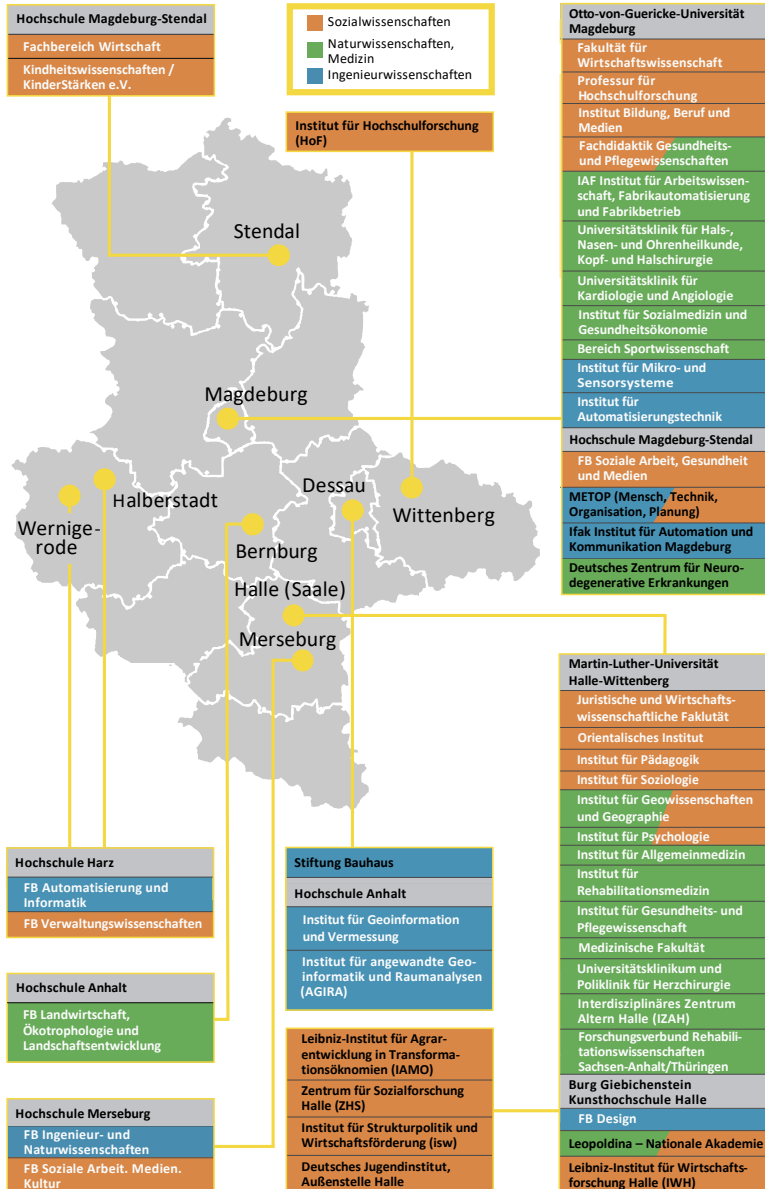 Hochschule Magdeburg-Stendal
Fachbereich Wirtschaft
Kindheitswissenschaften /
KinderStärken e.V.
Sozialwissenschaften
Naturwissenschaften,
Medizin
Ingenieurwissenschaften
Institut für Hochschulforschung
(HoF)
Otto-von-Guericke-Universität
Magdeburg
Fakultät für
Wirtschaftswissenschaft
Professur für
Hochschulforschung
Institut Bildung, Beruf und
Medien
Fachdidaktik Gesundheits-
und Pflegewissenschaften
IAF Institut für Arbeitswissen-
schaft, Fabrikautomatisierung
und Fabrikbetrieb
Universitätsklinik für Hals-,
Nasen- und Ohrenheilkunde,
Kopf- und Halschirurgie
Universitätsklinik für
Kardiologie und Angiologie
Institut für Sozialmedizin und
Gesundheitsökonomie
Bereich Sportwissenschaft
Institut für Mikro- und
Sensorsysteme
Institut für
Automatisierungstechnik
Hochschule Magdeburg-Stendal
FB Soziale Arbeit, Gesundheit
und Medien
METOP (Mensch, Technik,
Organisation, Planung)
Ifak Institut für Automation und
Kommunikation Magdeburg
Deutsches Zentrum für Neuro-
degenerative Erkrankungen
Stendal
Magdeburg
Halberstadt
Wernige-
rode
Dessau
Wittenberg
Bernburg
Halle (Saale)
Merseburg
Martin-Luther-Universität
Halle-Wittenberg
Juristische und Wirtschafts-
wissenschaftliche Faklutät
Orientalisches Institut
Institut für Pädagogik
Institut für Soziologie
Institut für Geowissenschaften
und Geographie
Institut für Psychologie
Institut für Allgemeinmedizin
Institut für
Rehabilitationsmedizin
Institut für Gesundheits- und
Pflegewissenschaft
Medizinische Fakultät
Universitätsklinikum und
Poliklinik für Herzchirurgie
Interdisziplinäres Zentrum
Altern Halle (IZAH)
Forschungsverbund Rehabili-
tationswissenschaften
Sachsen-Anhalt/Thüringen
Burg Giebichenstein
Kunsthochschule Halle
FB Design
Leopoldina – Nationale Akademie
Leibniz-Institut für Wirtschafts-
forschung Halle (IWH)
Hochschule Harz
FB Automatisierung und
Informatik
FB Verwaltungswissenschaften
Hochschule Anhalt
FB Landwirtschaft,
Ökotrophologie und
Landschaftsentwicklung
Hochschule Merseburg
FB Ingenieur- und
Naturwissenschaften
FB Soziale Arbeit. Medien.
Kultur
Stiftung Bauhaus
Hochschule Anhalt
Institut für Geoinformation
und Vermessung
Institut für angewandte Geo-
informatik und Raumanalysen
(AGIRA)
Leibniz-Institut für Agrar-
entwicklung in Transforma-
tionsöknomien (IAMO)
Zentrum für Sozialforschung
Halle (ZHS)
Institut für Strukturpolitik und
Wirtschaftsförderung (isw)
Deutsches Jugendinstitut,
Außenstelle Halle